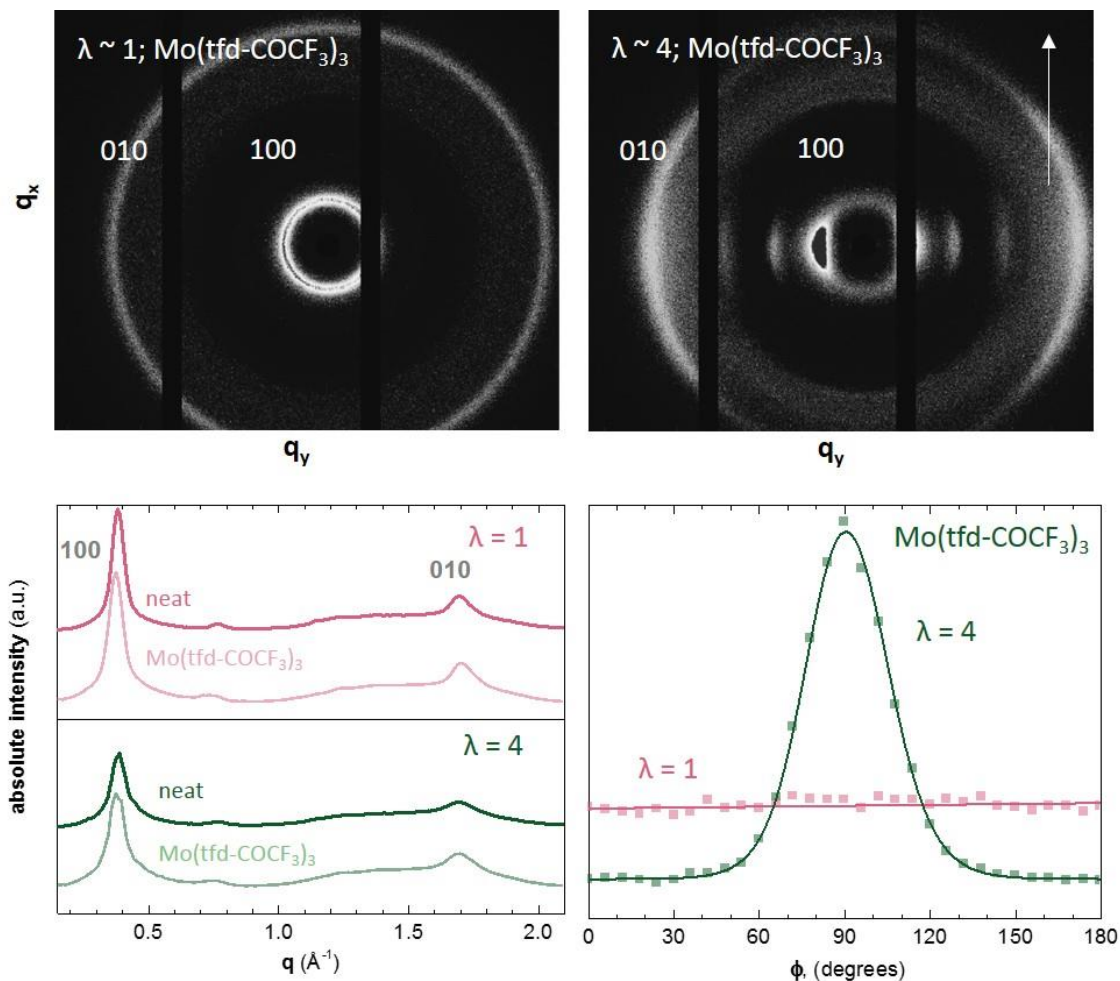 λ ~ 1; Mo(tfd-COCF₃)₃
010
100
qₓ
q_y
λ ~ 4; Mo(tfd-COCF₃)₃
010
100
q_y
absolute intensity (a.u.)
100
λ = 1
010
neat
Mo(tfd-COCF₃)₃
λ = 4
neat
Mo(tfd-COCF₃)₃
0.5 1.0 1.5 2.0
q (Å⁻¹)
Mo(tfd-COCF₃)₃
λ = 4
λ = 1
0 30 60 90 120 150 180
ϕ, (degrees)